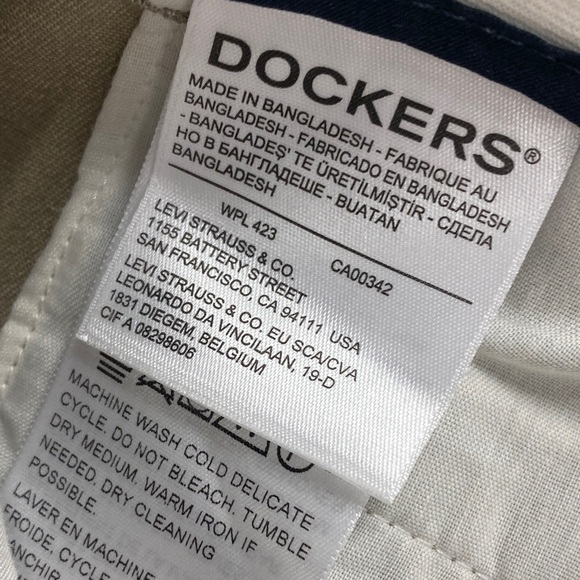 DOCKERS®
MADE IN BANGLADESH - FABRIQUE AU
BANGLADESH - FABRICADO EN BANGLADESH
- BANGLADEŞ' TE ÜRETİLMİŞTİR - СДЕЛА
НО В БАНГЛАДЕШЕ - BUATAN
BANGLADESH
WPL 423 CA00342
LEVI STRAUSS & CO.
1155 BATTERY STREET
SAN FRANCISCO, CA 94111 USA
LEVI STRAUSS & CO. EU SCA/CVA
LEONARDO DA VINCILAAN, 19-D
1831 DIEGEM, BELGIUM
CIF A 08298606
MACHINE WASH COLD DELICATE
CYCLE. DO NOT BLEACH. TUMBLE
DRY MEDIUM. WARM IRON IF
NEEDED. DRY CLEANING
POSSIBLE.
LAVER EN MACHINE
FROIDE, CYCLE